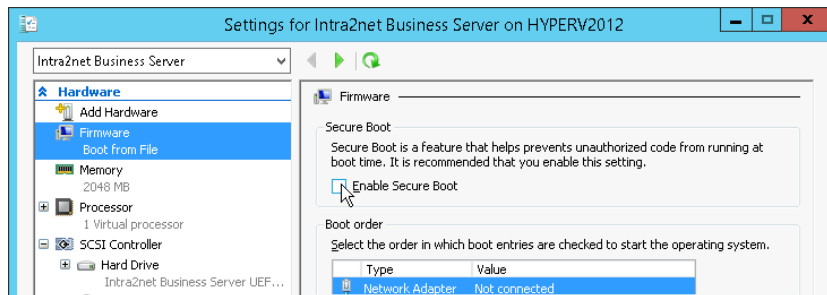 Settings for Intra2net Business Server on HYPERV2012
Intra2net Business Server
Hardware
Add Hardware
Firmware
Boot from File
Memory
2048 MB
Processor
1 Virtual processor
SCSI Controller
Hard Drive
Intra2net Business Server UEF...
Firmware
Secure Boot
Secure Boot is a feature that helps prevents unauthorized code from running at
boot time. It is recommended that you enable this setting.
Enable Secure Boot
Boot order
Select the order in which boot entries are checked to start the operating system.
Type Value
Network Adapter Not connected